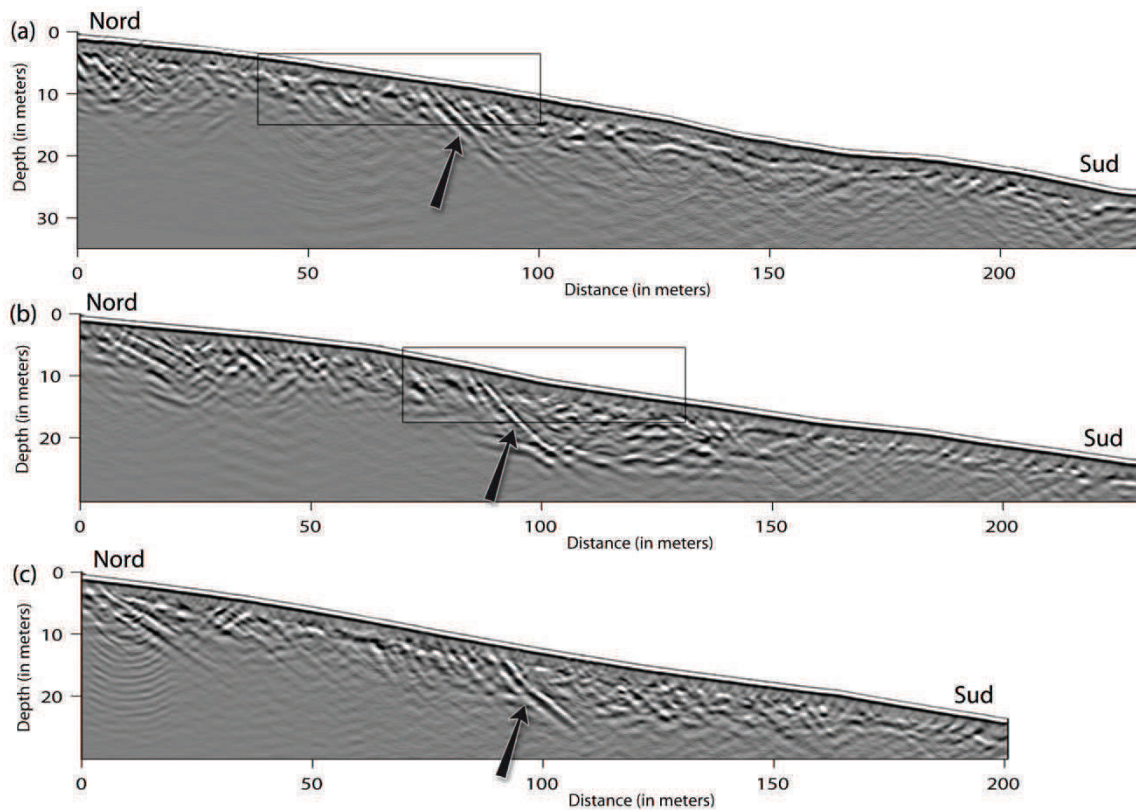 (a)
Nord
0
10
20
30
Depth (in meters)
Sud
0 50 100 150 200
Distance (in meters)
(b)
Nord
0
10
20
Depth (in meters)
Sud
0 50 100 150 200
Distance (in meters)
(c)
Nord
0
10
20
Depth (in meters)
Sud
0 50 100 150 200
Distance (in meters)